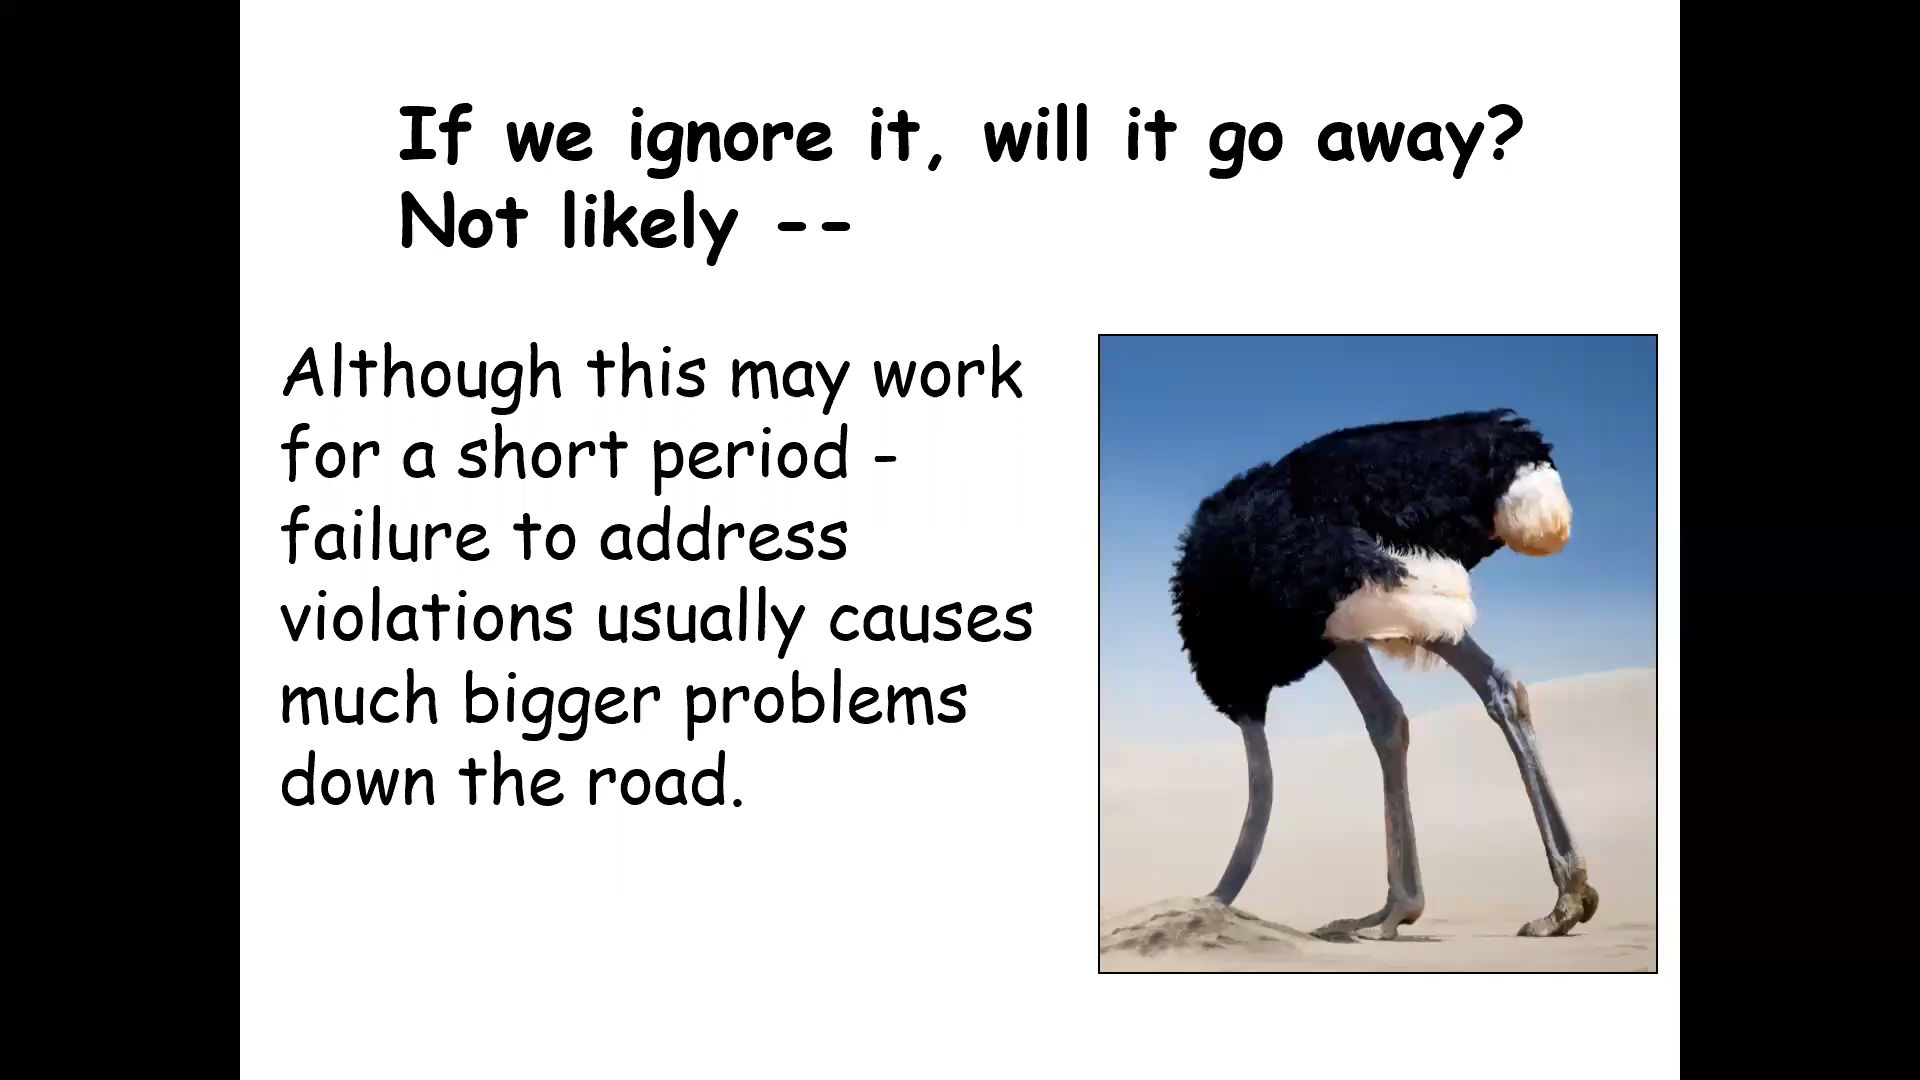 If we ignore it, will it go away?
Not likely --
Although this may work
for a short period -
failure to address
violations usually causes
much bigger problems
down the road.